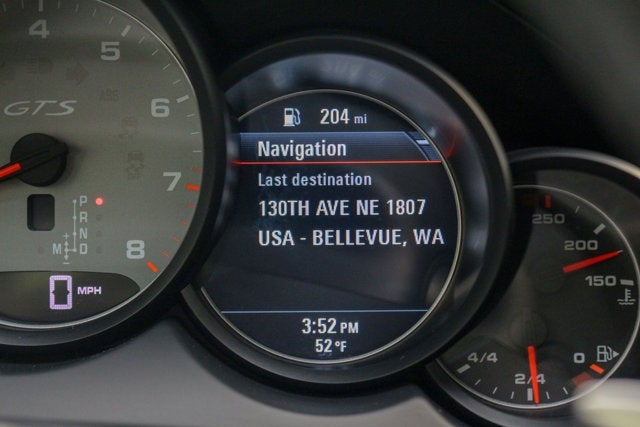 4
5
6
7
8
GTS
P
R
N
M D
+
-
0 MPH
204 mi
Navigation
Last destination
130TH AVE NE 1807
USA - BELLEVUE, WA
3:52 PM
52 °F
250
200
150
4/4
2/4
0